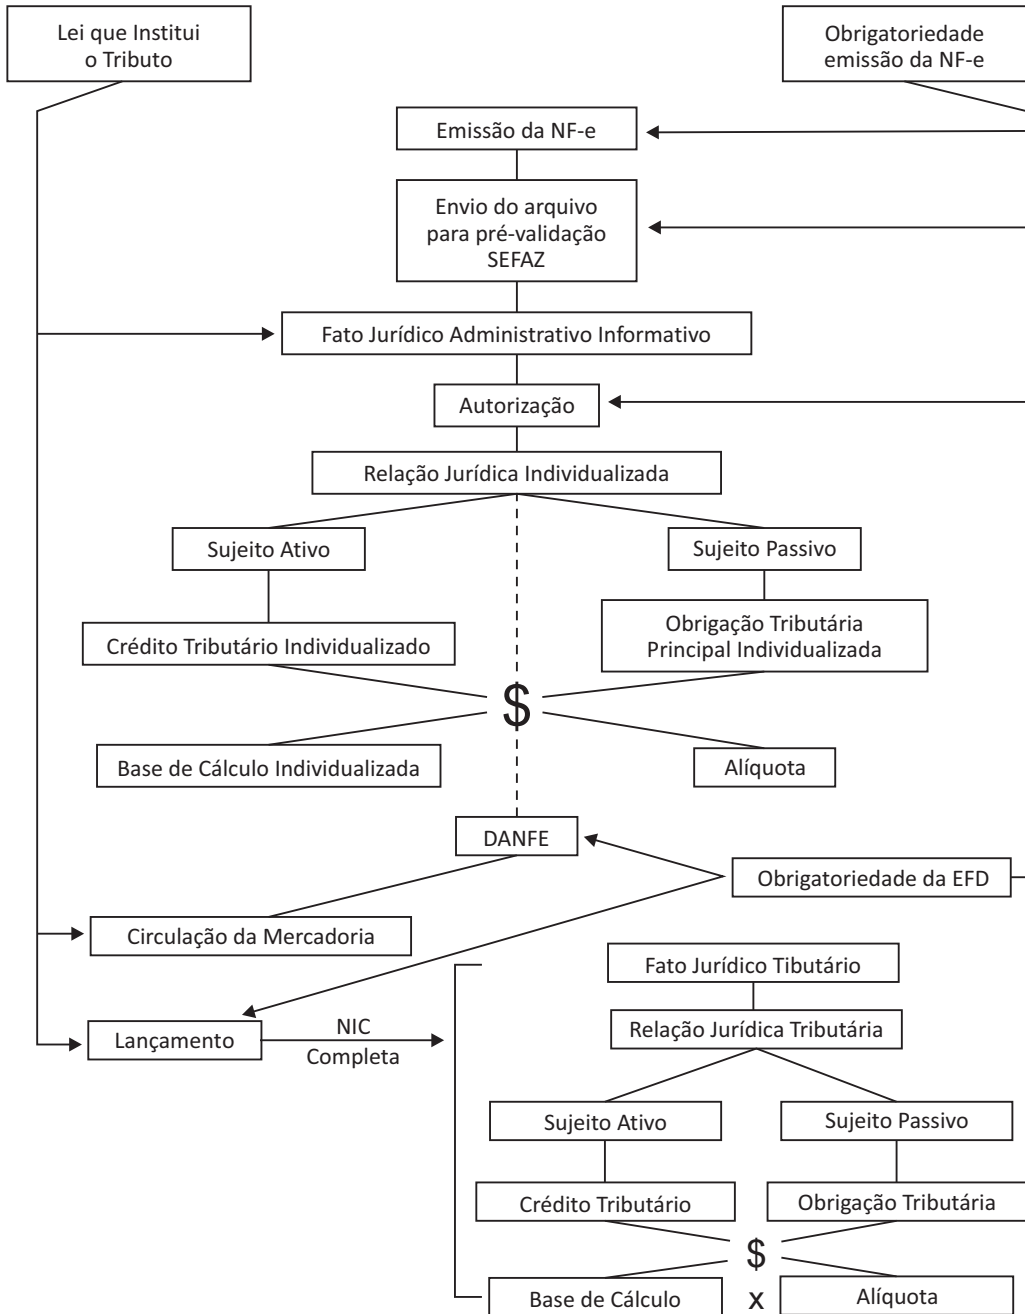 Lei que Institui
o Tributo
Obrigatoriedade
emissão da NF-e
Emissão da NF-e
Envio do arquivo
para pré-validação
SEFAZ
Fato Jurídico Administrativo Informativo
Autorização
Relação Jurídica Individualizada
Sujeito Ativo
Sujeito Passivo
Crédito Tributário Individualizado
Obrigação Tributária
Principal Individualizada
$
Base de Cálculo Individualizada
Alíquota
DANFE
Obrigatoriedade da EFD
Circulação da Mercadoria
Fato Jurídico Tibutário
Lançamento
NIC
Completa
Relação Jurídica Tributária
Sujeito Ativo
Sujeito Passivo
Crédito Tributário
Obrigação Tributária
$
Base de Cálculo
x
Alíquota